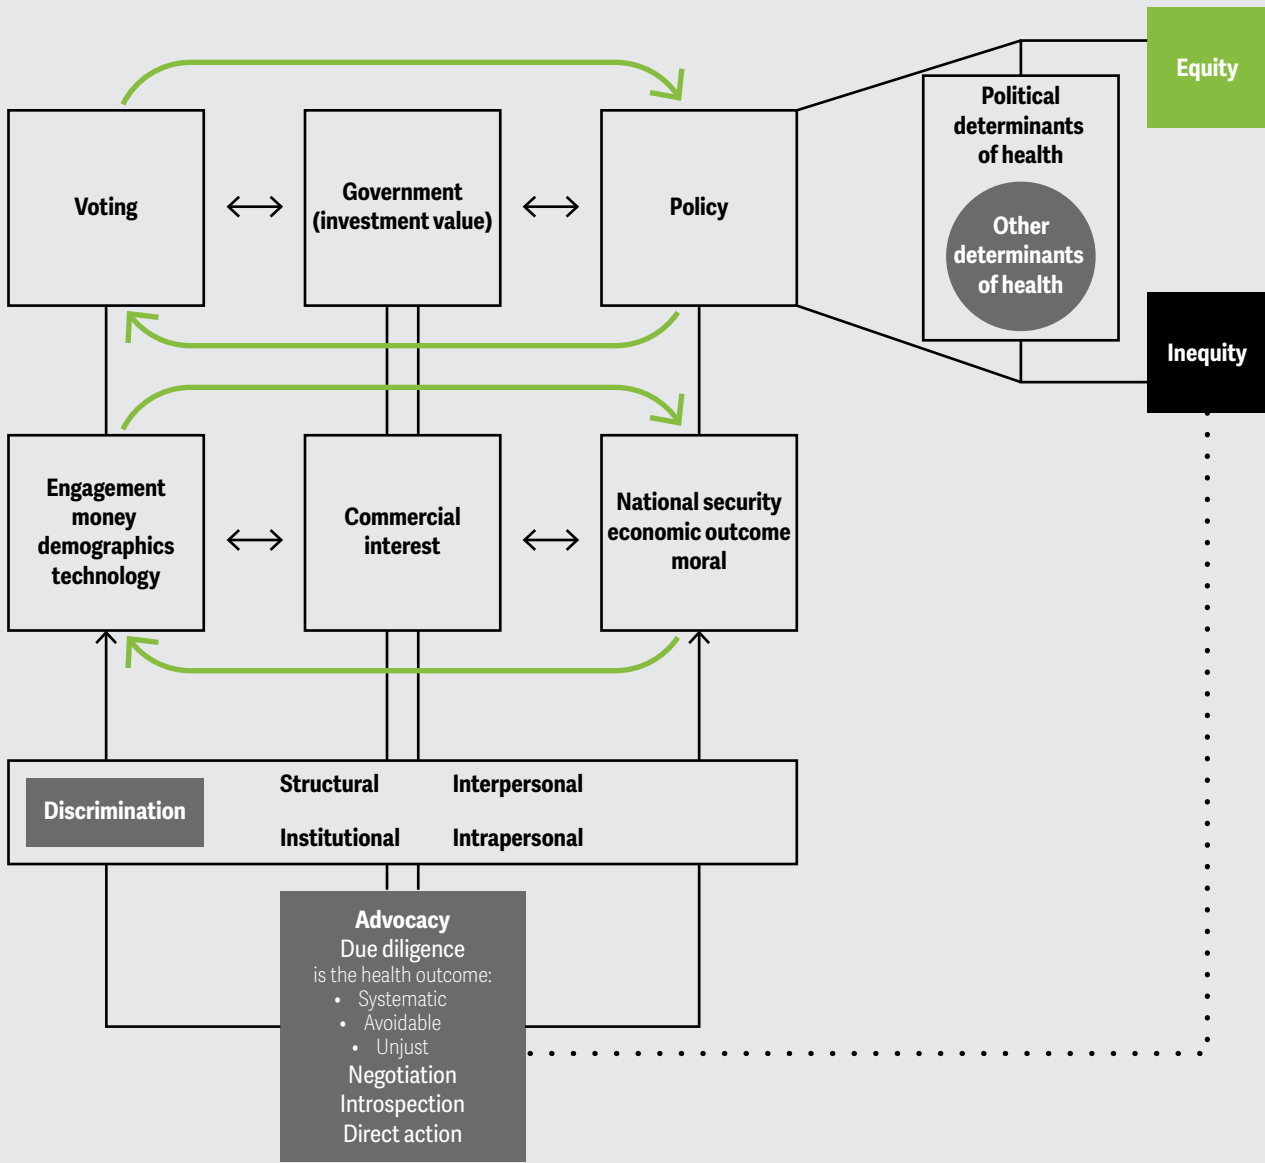 Equity
Political
determinants
of health
Voting
Government
(investment value)
Policy
Other
determinants
of health
Inequity
Engagement
money
demographics
technology
Commercial
interest
National security
economic outcome
moral
Discrimination
Structural
Interpersonal
Institutional
Intrapersonal
Advocacy
Due diligence
is the health outcome:
• Systematic
• Avoidable
• Unjust
Negotiation
Introspection
Direct action